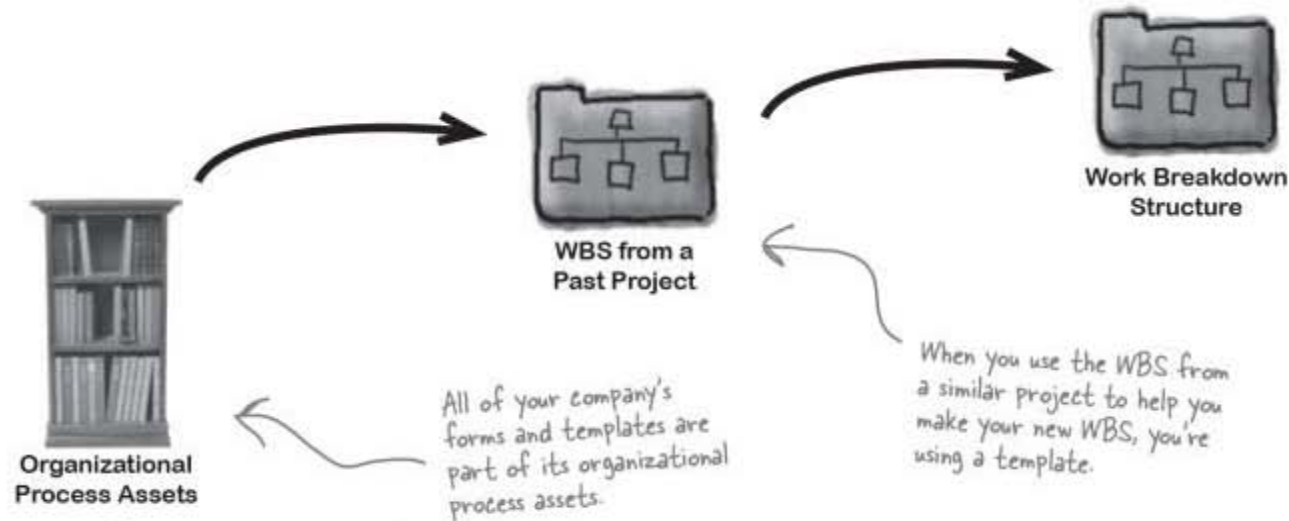 Organizational
Process Assets
WBS from a
Past Project
Work Breakdown
Structure
All of your company's
forms and templates are
part of its organizational
process assets.
When you use the WBS from
a similar project to help you
make your new WBS, you're
using a template.